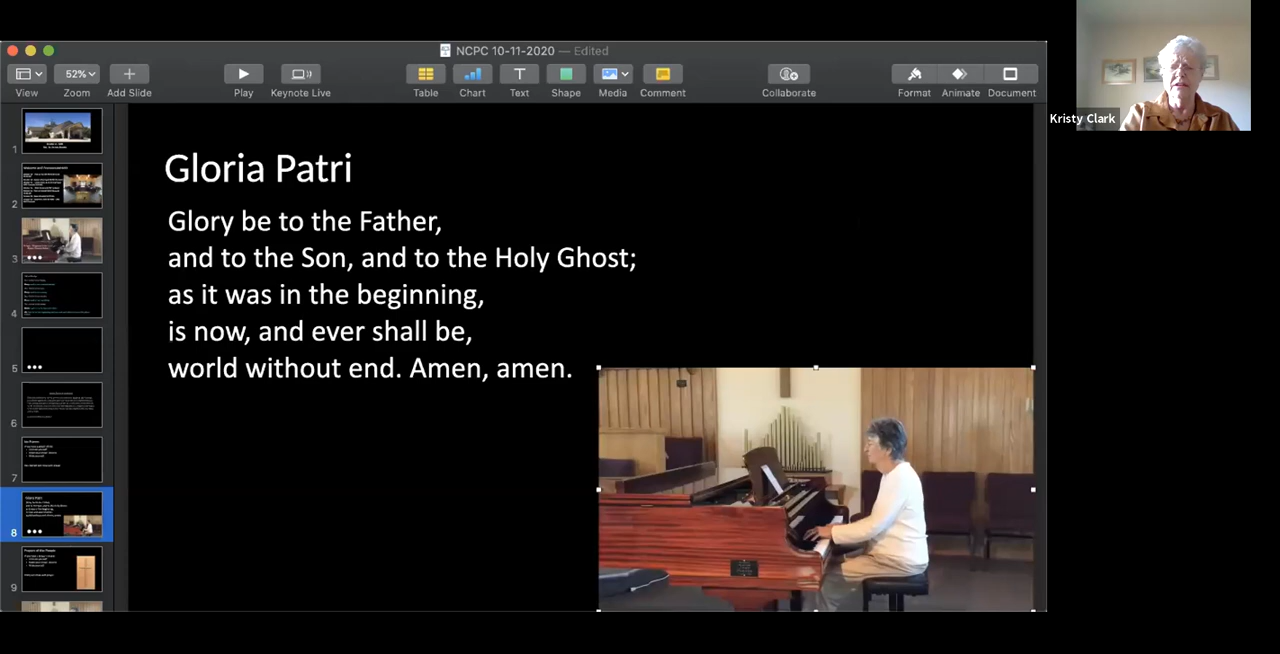 NCPC 10-11-2020 — Edited
52%
View
Zoom
Add Slide
Play
Keynote Live
Table
Chart
Text
Shape
Media
Comment
Collaborate
Format
Animate
Document
Kristy Clark
Gloria Patri
Glory be to the Father,
and to the Son, and to the Holy Ghost;
as it was in the beginning,
is now, and ever shall be,
world without end. Amen, amen.
1
2
3
4
5
6
7
8
9
Gloria Patri